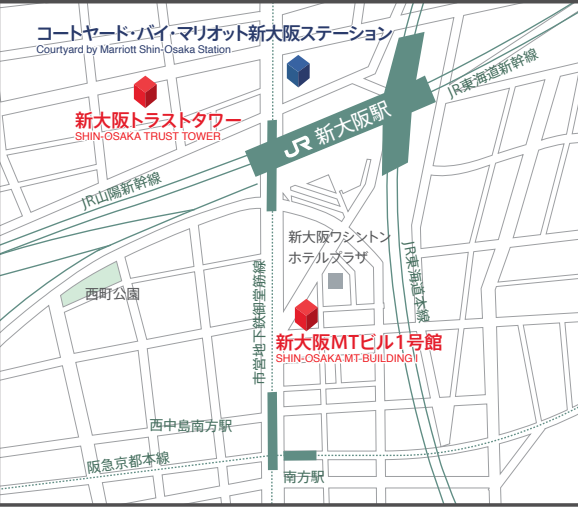 コートヤード・バイ・マリオット新大阪ステーション
Courtyard by Marriott Shin-Osaka Station
JR東海道新幹線
新大阪トラストタワー
SHIN-OSAKA TRUST TOWER
JR 新大阪駅
JR山陽新幹線
新大阪ワシントン
ホテルプラザ
JR東海道本線
市営地下鉄御堂筋線
西町公園
新大阪MTビル1号館
SHIN-OSAKA MT BUILDING I
西中島南方駅
阪急京都本線
南方駅